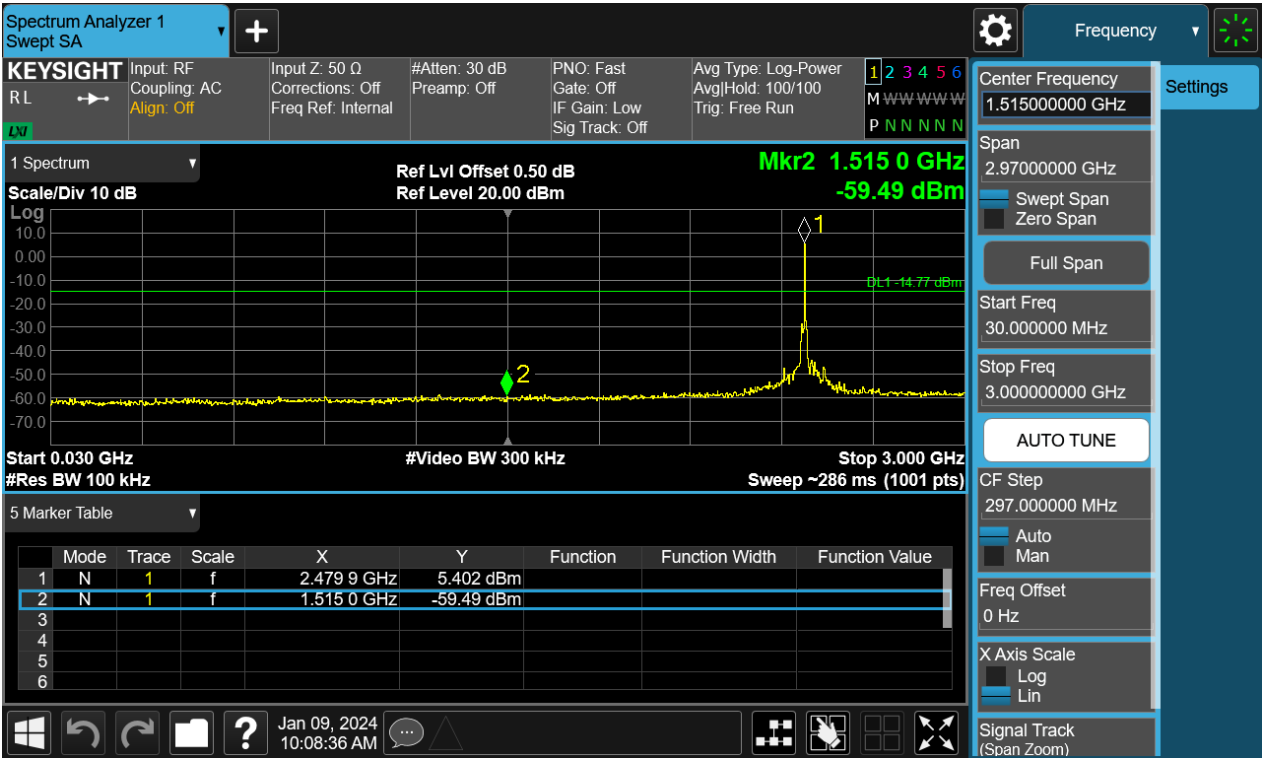 Spectrum Analyzer 1
Swept SA
+
Frequency
KEYSIGHT
R L
LXI
Input: RF
Coupling: AC
Align: Off
Input Z: 50 Ω
Corrections: Off
Freq Ref: Internal
#Atten: 30 dB
Preamp: Off
PNO: Fast
Gate: Off
IF Gain: Low
Sig Track: Off
Avg Type: Log-Power
Avg|Hold: 100/100
Trig: Free Run
1 2 3 4 5 6
M W W W W W
P N N N N N
1 Spectrum
Ref Lvl Offset 0.50 dB
Mkr2 1.515 0 GHz
Scale/Div 10 dB
Ref Level 20.00 dBm
-59.49 dBm
Log
10.0
0.00
-10.0
-20.0
-30.0
-40.0
-50.0
-60.0
-70.0
1
DL1 -14.77 dBm
2
Start 0.030 GHz
#Video BW 300 kHz
Stop 3.000 GHz
#Res BW 100 kHz
Sweep ~286 ms (1001 pts)
5 Marker Table
Mode Trace Scale X Y Function Function Width Function Value
1 N 1 f 2.479 9 GHz 5.402 dBm
2 N 1 f 1.515 0 GHz -59.49 dBm
3
4
5
6
?
Jan 09, 2024
10:08:36 AM
Settings
Center Frequency
1.515000000 GHz
Span
2.97000000 GHz
Swept Span
Zero Span
Full Span
Start Freq
30.000000 MHz
Stop Freq
3.000000000 GHz
AUTO TUNE
CF Step
297.000000 MHz
Auto
Man
Freq Offset
0 Hz
X Axis Scale
Log
Lin
Signal Track
(Span Zoom)